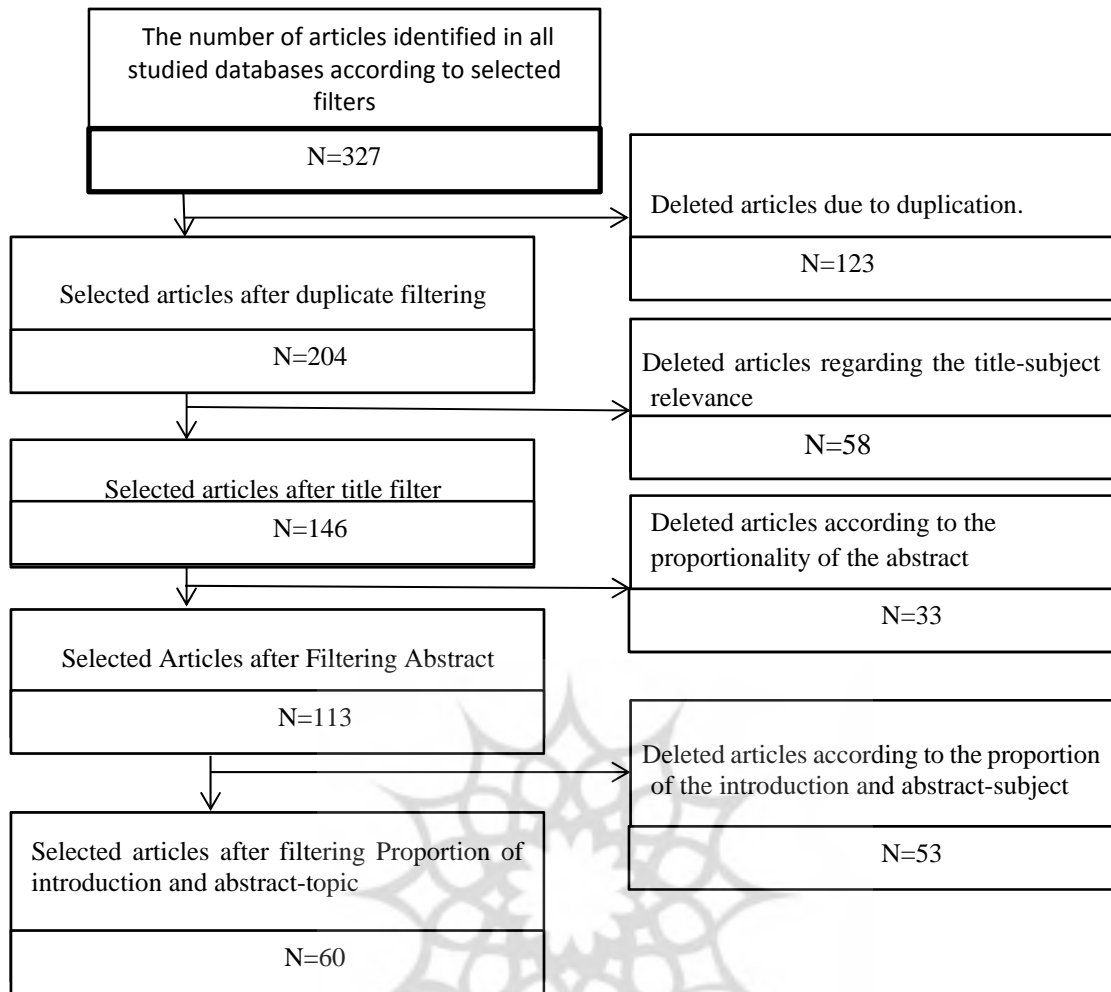 The number of articles identified in all
studied databases according to selected
filters
N=327
Deleted articles due to duplication.
N=123
Selected articles after duplicate filtering
N=204
Deleted articles regarding the title-subject
relevance
N=58
Selected articles after title filter
N=146
Deleted articles according to the
proportionality of the abstract
N=33
Selected Articles after Filtering Abstract
N=113
Deleted articles according to the proportion
of the introduction and abstract-subject
N=53
Selected articles after filtering Proportion of
introduction and abstract-topic
N=60